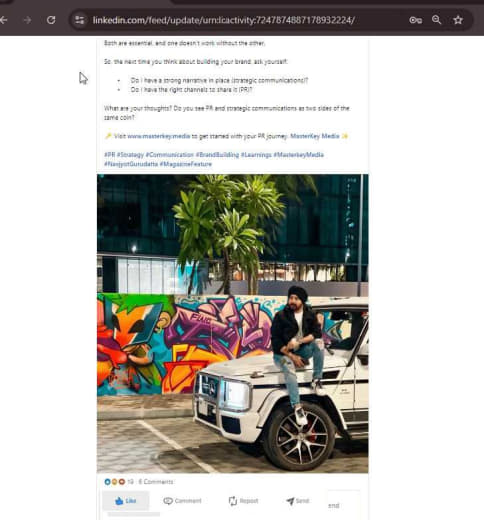 linkedin.com/feed/update/urn:li:activity:7247874887178932224/
Both are essential, and one doesn't work without the other.
So, the next time you think about building your brand, ask yourself:
• Do I have a strong narrative in place (strategic communications)?
• Do I have the right channels to share it (PR)?
What are your thoughts? Do you see PR and strategic communications as two sides of the
same coin?
Visit www.masterkey.media to get started with your PR journey. MasterKey Media
#PR #Strategy #Communication #BrandBuilding #Learnings #MasterkeyMedia
#NavjyotGurudatta #MagazineFeature
19 · 6 Comments
Like Comment Repost Send
end